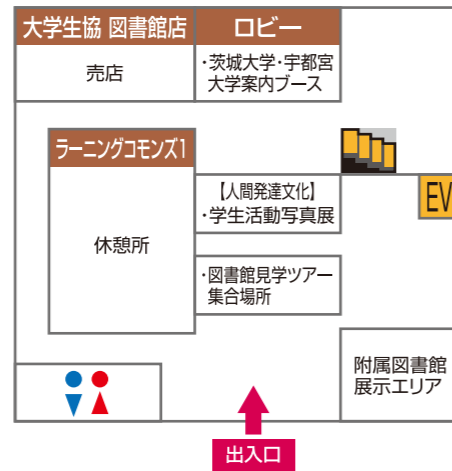 大学生協 図書館店
ロビー
売店
・茨城大学・宇都宮
大学案内ブース
ラーニングコモンズ1
休憩所
【人間発達文化】
・学生活動写真展
EV
・図書館見学ツアー
集合場所
附属図書館
展示エリア
出入口